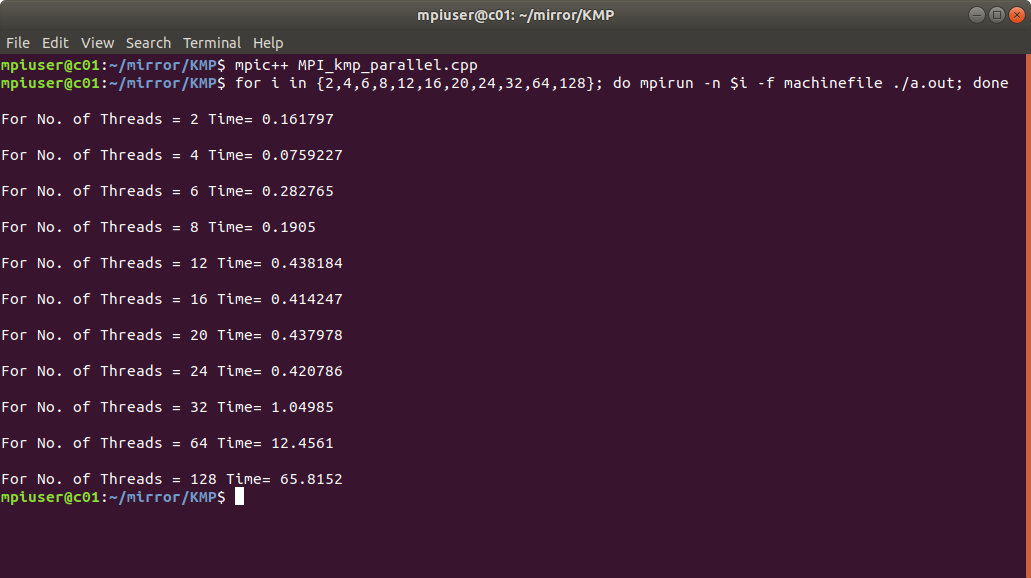 mpiuser@c01: ~/mirror/KMP
File Edit View Search Terminal Help
mpiuser@c01:~/mirror/KMP$ mpic++ MPI_kmp_parallel.cpp
mpiuser@c01:~/mirror/KMP$ for i in {2,4,6,8,12,16,20,24,32,64,128}; do mpirun -n $i -f machinefile ./a.out; done
For No. of Threads = 2 Time= 0.161797
For No. of Threads = 4 Time= 0.0759227
For No. of Threads = 6 Time= 0.282765
For No. of Threads = 8 Time= 0.1905
For No. of Threads = 12 Time= 0.438184
For No. of Threads = 16 Time= 0.414247
For No. of Threads = 20 Time= 0.437978
For No. of Threads = 24 Time= 0.420786
For No. of Threads = 32 Time= 1.04985
For No. of Threads = 64 Time= 12.4561
For No. of Threads = 128 Time= 65.8152
mpiuser@c01:~/mirror/KMP$